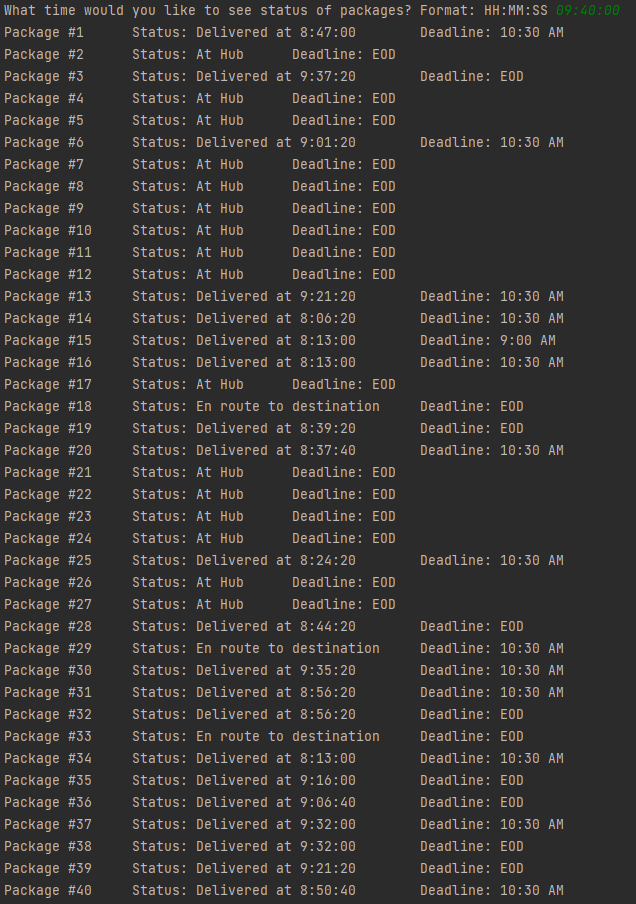 What time would you like to see status of packages? Format: HH:MM:SS 09:40:00
Package #1 Status: Delivered at 8:47:00 Deadline: 10:30 AM
Package #2 Status: At Hub Deadline: EOD
Package #3 Status: Delivered at 9:37:20 Deadline: EOD
Package #4 Status: At Hub Deadline: EOD
Package #5 Status: At Hub Deadline: EOD
Package #6 Status: Delivered at 9:01:20 Deadline: 10:30 AM
Package #7 Status: At Hub Deadline: EOD
Package #8 Status: At Hub Deadline: EOD
Package #9 Status: At Hub Deadline: EOD
Package #10 Status: At Hub Deadline: EOD
Package #11 Status: At Hub Deadline: EOD
Package #12 Status: At Hub Deadline: EOD
Package #13 Status: Delivered at 9:21:20 Deadline: 10:30 AM
Package #14 Status: Delivered at 8:06:20 Deadline: 10:30 AM
Package #15 Status: Delivered at 8:13:00 Deadline: 9:00 AM
Package #16 Status: Delivered at 8:13:00 Deadline: 10:30 AM
Package #17 Status: At Hub Deadline: EOD
Package #18 Status: En route to destination Deadline: EOD
Package #19 Status: Delivered at 8:39:20 Deadline: EOD
Package #20 Status: Delivered at 8:37:40 Deadline: 10:30 AM
Package #21 Status: At Hub Deadline: EOD
Package #22 Status: At Hub Deadline: EOD
Package #23 Status: At Hub Deadline: EOD
Package #24 Status: At Hub Deadline: EOD
Package #25 Status: Delivered at 8:24:20 Deadline: 10:30 AM
Package #26 Status: At Hub Deadline: EOD
Package #27 Status: At Hub Deadline: EOD
Package #28 Status: Delivered at 8:44:20 Deadline: EOD
Package #29 Status: En route to destination Deadline: 10:30 AM
Package #30 Status: Delivered at 9:35:20 Deadline: 10:30 AM
Package #31 Status: Delivered at 8:56:20 Deadline: 10:30 AM
Package #32 Status: Delivered at 8:56:20 Deadline: EOD
Package #33 Status: En route to destination Deadline: EOD
Package #34 Status: Delivered at 8:13:00 Deadline: 10:30 AM
Package #35 Status: Delivered at 9:16:00 Deadline: EOD
Package #36 Status: Delivered at 9:06:40 Deadline: EOD
Package #37 Status: Delivered at 9:32:00 Deadline: 10:30 AM
Package #38 Status: Delivered at 9:32:00 Deadline: EOD
Package #39 Status: Delivered at 9:21:20 Deadline: EOD
Package #40 Status: Delivered at 8:50:40 Deadline: 10:30 AM